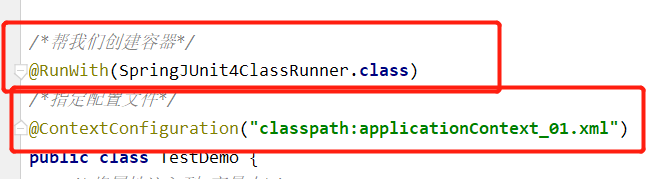 /*帮我们创建容器*/
@RunWith(SpringJUnit4ClassRunner.class)
/*指定配置文件*/
@ContextConfiguration("classpath:applicationContext_01.xml")
public class TestDemo {